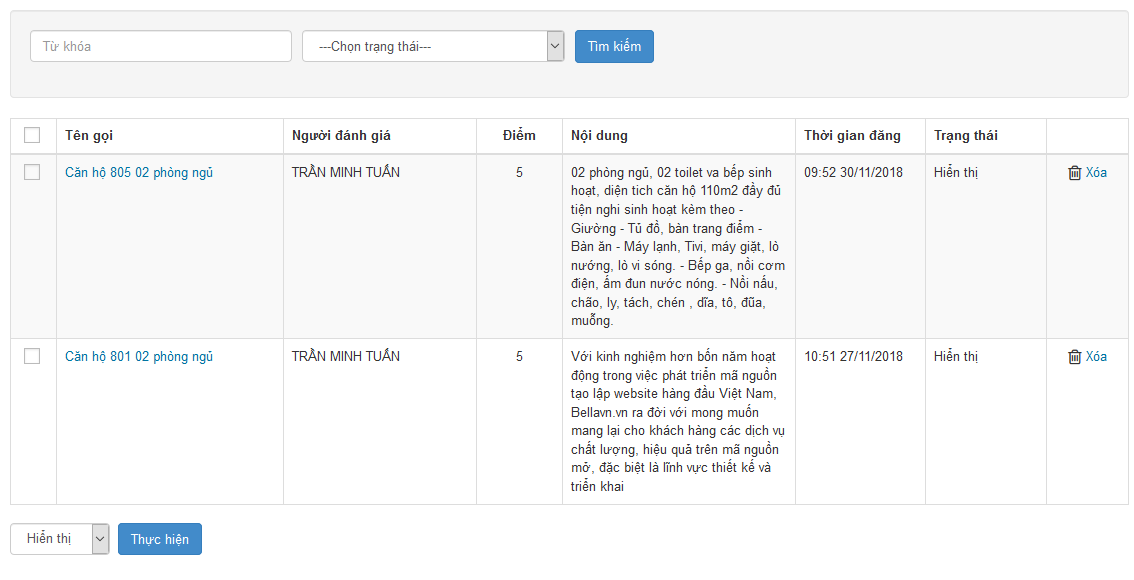 Từ khóa ---Chọn trạng thái--- Tìm kiếm
Tên gọi Người đánh giá Điểm Nội dung Thời gian đăng Trạng thái
Căn hộ 805 02 phòng ngủ TRẦN MINH TUẤN 5 02 phòng ngủ, 02 toilet va bếp sinh 09:52 30/11/2018 Hiển thị Xóa
hoạt, diện tich căn hộ 110m2 đầy đủ
tiện nghi sinh hoạt kèm theo -
Giường - Tủ đồ, bàn trang điểm -
Bàn ăn - Máy lạnh, Tivi, máy giặt, lò
nướng, lò vi sóng. - Bếp ga, nồi cơm
điện, ấm đun nước nóng. - Nồi nấu,
chão, ly, tách, chén , dĩa, tô, đũa,
muỗng.
Căn hộ 801 02 phòng ngủ TRẦN MINH TUẤN 5 Với kinh nghiệm hơn bốn năm hoạt 10:51 27/11/2018 Hiển thị Xóa
động trong việc phát triển mã nguồn
tạo lập website hàng đầu Việt Nam,
Bellavn.vn ra đời với mong muốn
mang lại cho khách hàng các dịch vụ
chất lượng, hiệu quả trên mã nguồn
mở, đặc biệt là lĩnh vực thiết kế và
triển khai
Hiển thị Thực hiện